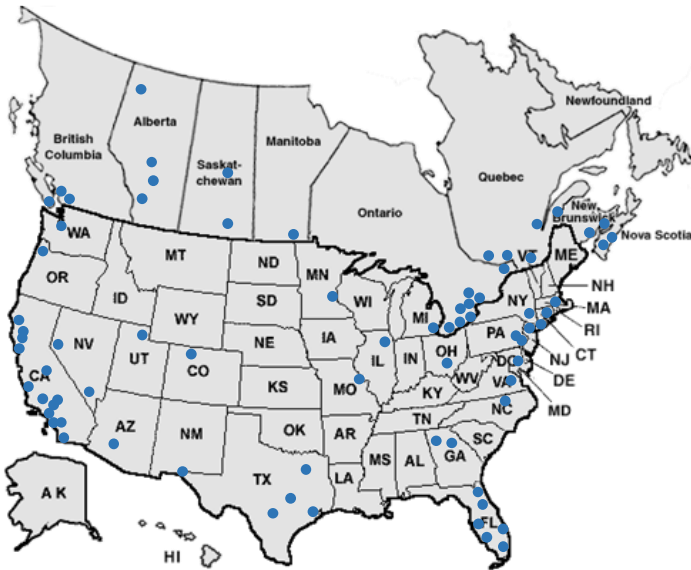 Newfoundland
Alberta
British
Columbia
Manitoba
Saskat-
chewan
Quebec
Ontario
New
Brunswick
Nova Scotia
WA
MT
ND
MN
VT
ME
OR
ID
SD
WI
MI
NY
NH
MA
RI
CT
NJ
DE
MD
WY
NE
IA
IL
IN
OH
PA
DC
NV
UT
CO
KS
MO
KY
WV
VA
CA
AZ
NM
OK
AR
TN
NC
SC
TX
LA
MS
AL
GA
FL
AK
HI